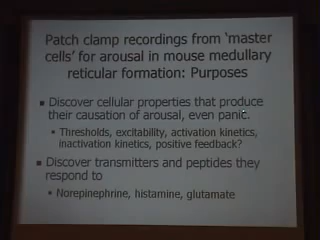 Patch clamp recordings from 'master
cells' for arousal in mouse medullary
reticular formation: Purposes
▪ Discover cellular properties that produce
their causation of arousal, even panic.
▪ Thresholds, excitability, activation kinetics,
inactivation kinetics, positive feedback?
▪ Discover transmitters and peptides they
respond to
▪ Norepinephrine, histamine, glutamate